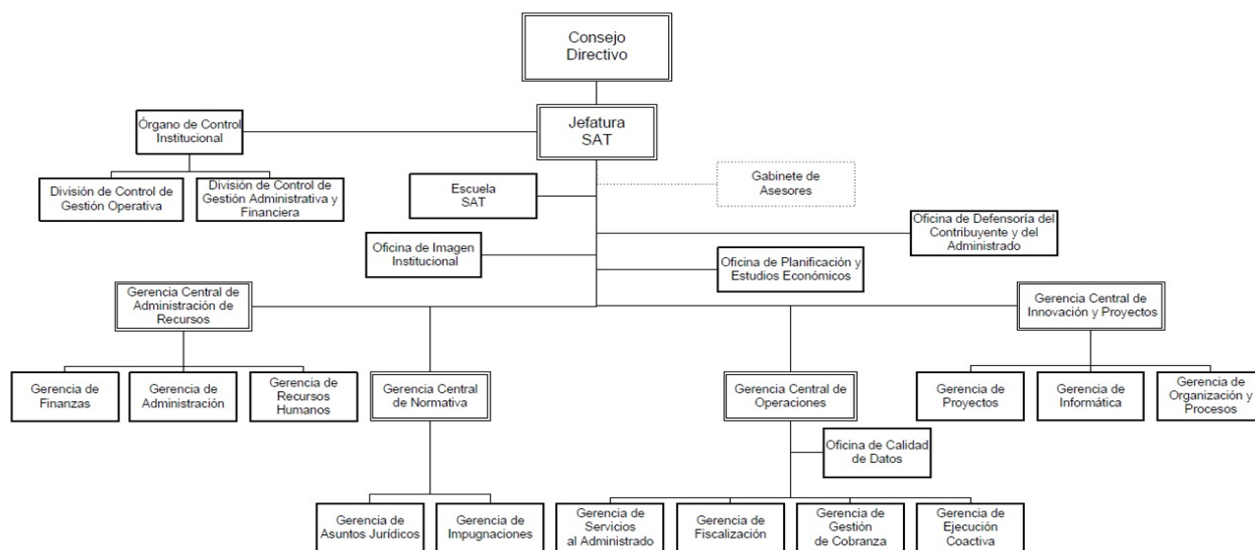 Consejo
Directivo
Jefatura
SAT
Órgano de Control
Institucional
División de Control de
Gestión Operativa
División de Control de
Gestión Administrativa y
Financiera
Escuela
SAT
Gabinete de
Asesores
Oficina de Defensoría del
Contribuyente y del
Administrado
Oficina de Imagen
Institucional
Oficina de Planificación y
Estudios Económicos
Gerencia Central de
Administración de
Recursos
Gerencia Central de
Innovación y Proyectos
Gerencia de
Finanzas
Gerencia de
Administración
Gerencia de
Recursos
Humanos
Gerencia Central
de Normativa
Gerencia Central de
Operaciones
Gerencia de
Proyectos
Gerencia de
Informática
Gerencia de
Organización y
Procesos
Oficina de Calidad
de Datos
Gerencia de
Asuntos Jurídicos
Gerencia de
Impugnaciones
Gerencia de
Servicios
al Administrado
Gerencia de
Fiscalización
Gerencia de
Gestión
de Cobranza
Gerencia de
Ejecución
Coactiva